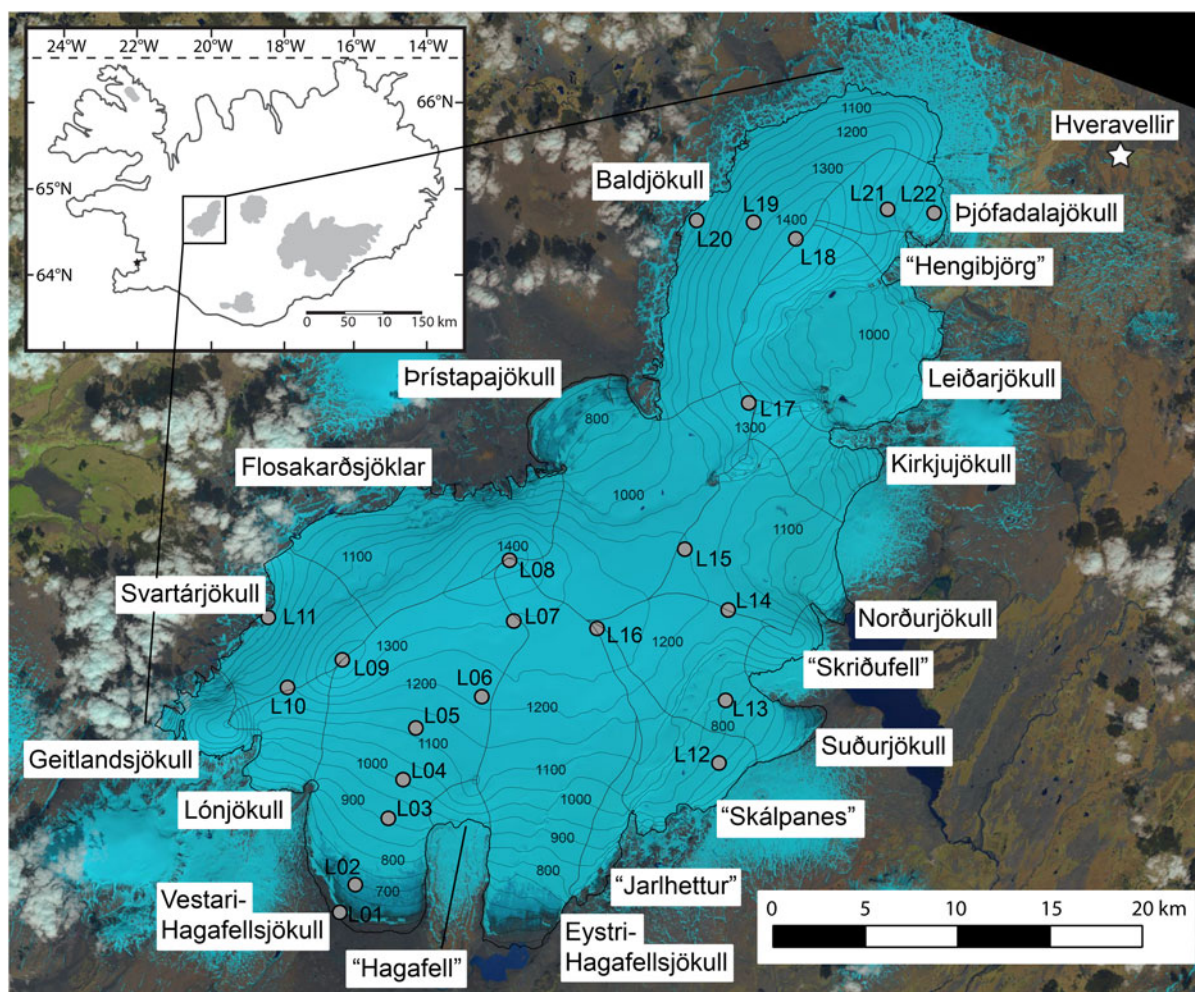 24°W 22°W 20°W 18°W 16°W 14°W
66°N
65°N
64°N
0 50 100 150 km
Hveravellir
1100
1200
1300
Baldjökull
L21
L22
L19
1400
L20
L18
Þjófadalajökull
“Hengibjörg”
1000
Þrístapajökull
Leiðarjökull
800
L17
1300
Flosakarðsjöklar
Kirkjujökull
1000
1100
1400
1100
L08
L15
Svartárjökull
L11
L07
L16
L14
Norðurjökull
1300
1200
L09
“Skriðufell”
L06
1200
L10
1200
L13
L05
800
Geitlandsjökull
1100
Suðurjökull
L12
1000
L04
1100
Lónjökull
900
L03
1000
“Skálpanes”
900
800
L02
800
700
“Jarlhettur”
L01
Vestari-
Hagafellsjökull
“Hagafell”
Eystri-
Hagafellsjökull
0 5 10 15 20 km